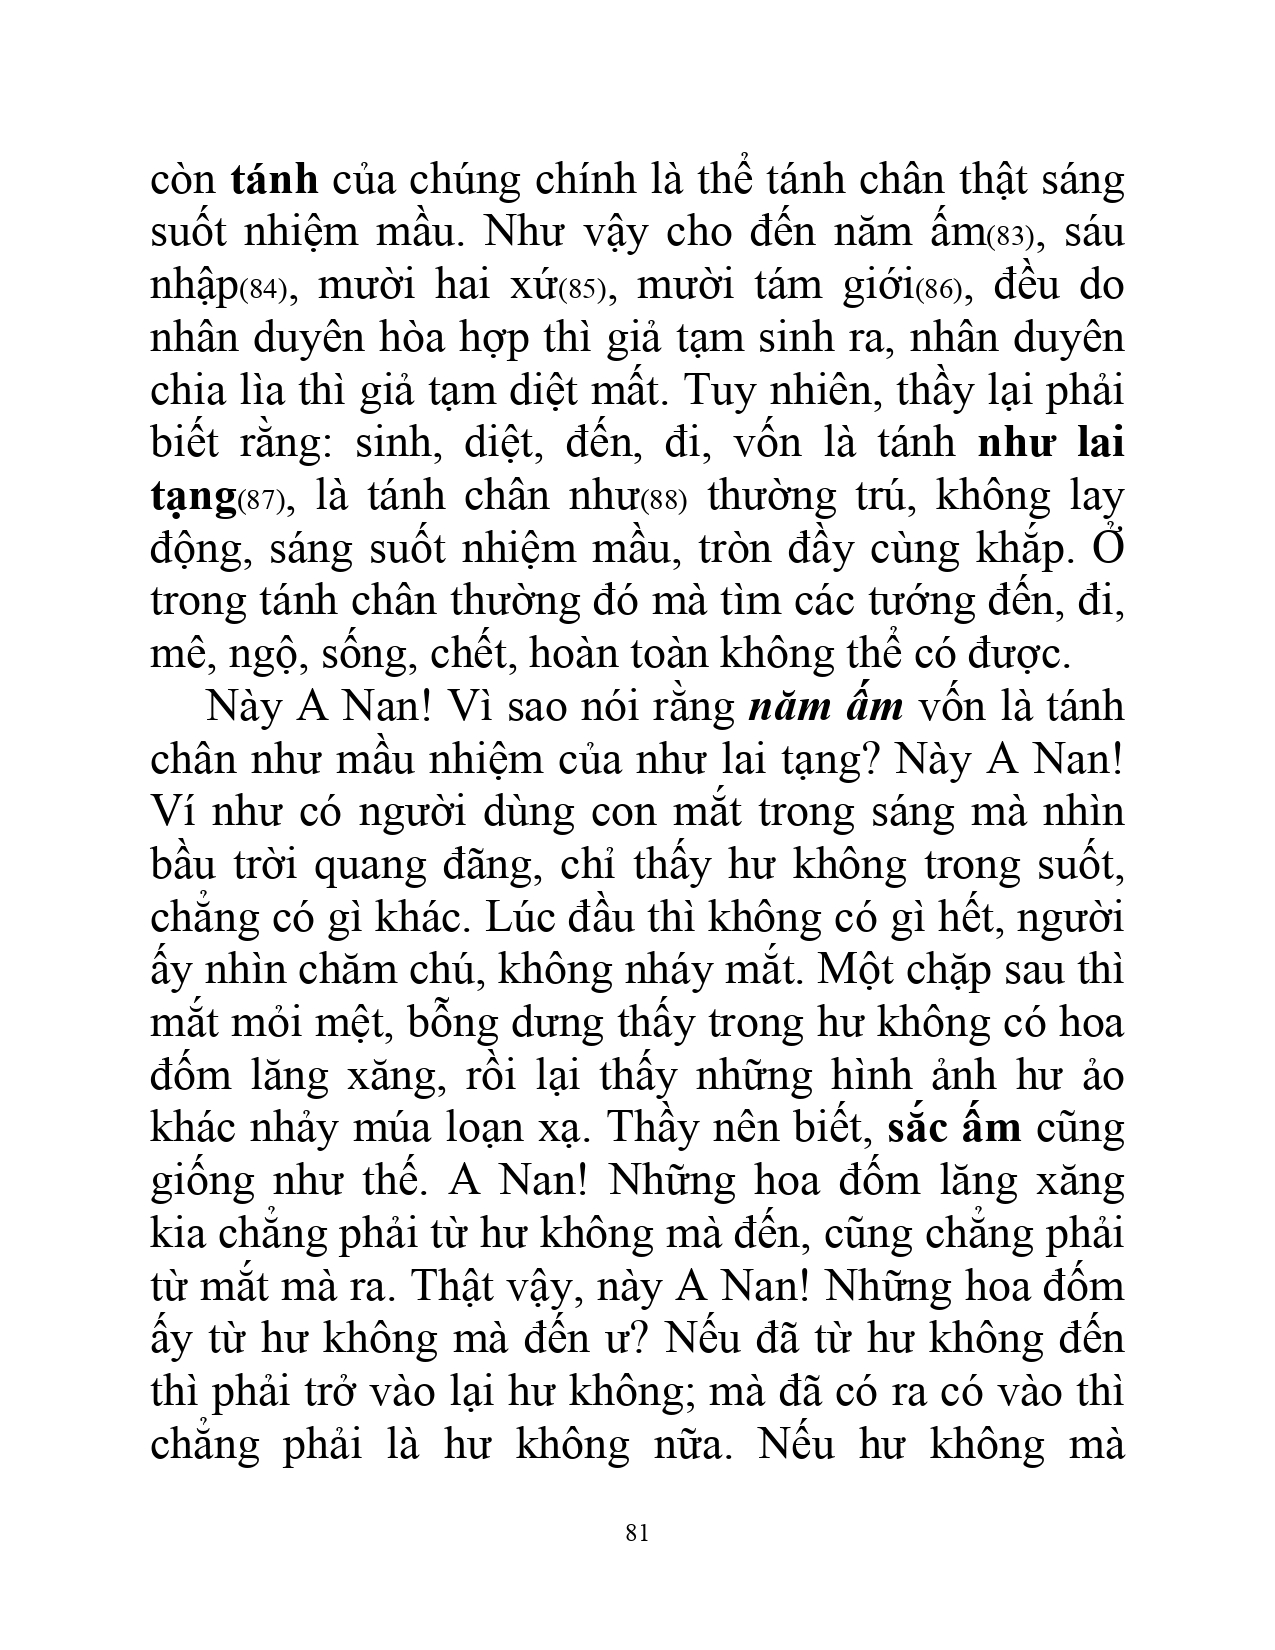 còn tánh của chúng chính là thể tánh chân thật sáng
suốt nhiệm mầu. Như vậy cho đến năm ấm(83), sáu
nhập(84), mười hai xứ(85), mười tám giới(86), đều do
nhân duyên hòa hợp thì giả tạm sinh ra, nhân duyên
chia lìa thì giả tạm diệt mất. Tuy nhiên, thầy lại phải
biết rằng: sinh, diệt, đến, đi, vốn là tánh như lai
tạng(87), là tánh chân như(88) thường trú, không lay
động, sáng suốt nhiệm mầu, tròn đầy cùng khắp. Ở
trong tánh chân thường đó mà tìm các tướng đến, đi,
mê, ngộ, sống, chết, hoàn toàn không thể có được.
Này A Nan! Vì sao nói rằng năm ấm vốn là tánh
chân như mầu nhiệm của như lai tạng? Này A Nan!
Ví như có người dùng con mắt trong sáng mà nhìn
bầu trời quang đãng, chỉ thấy hư không trong suốt,
chẳng có gì khác. Lúc đầu thì không có gì hết, người
ấy nhìn chăm chú, không nháy mắt. Một chặp sau thì
mắt mỏi mệt, bỗng dưng thấy trong hư không có hoa
đốm lăng xăng, rồi lại thấy những hình ảnh hư ảo
khác nhảy múa loạn xạ. Thầy nên biết, sắc ấm cũng
giống như thế. A Nan! Những hoa đốm lăng xăng
kia chẳng phải từ hư không mà đến, cũng chẳng phải
từ mắt mà ra. Thật vậy, này A Nan! Những hoa đốm
ấy từ hư không mà đến ư? Nếu đã từ hư không đến
thì phải trở vào lại hư không; mà đã có ra có vào thì
chẳng phải là hư không nữa. Nếu hư không mà
81